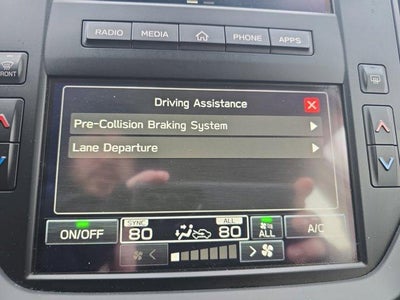 RADIO MEDIA PHONE APPS
FRONT
Driving Assistance
Pre-Collision Braking System
Lane Departure
ON/OFF
SYNC
80
ALL
80
ALL
A/C